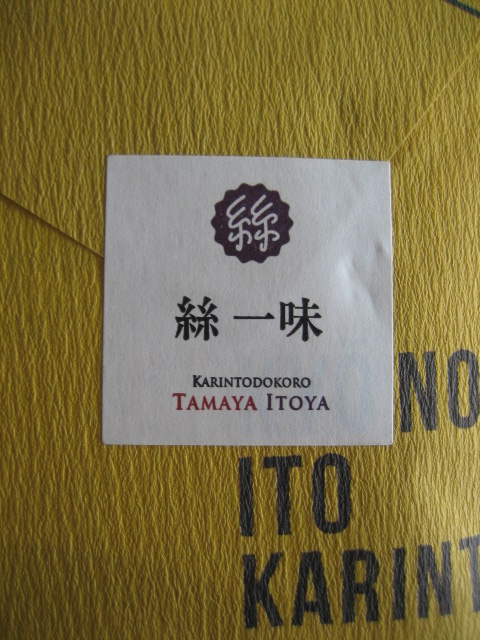 絲
絲一味
KARINTODOKORO
TAMAYA ITOYA
NO
ITO
KARINT